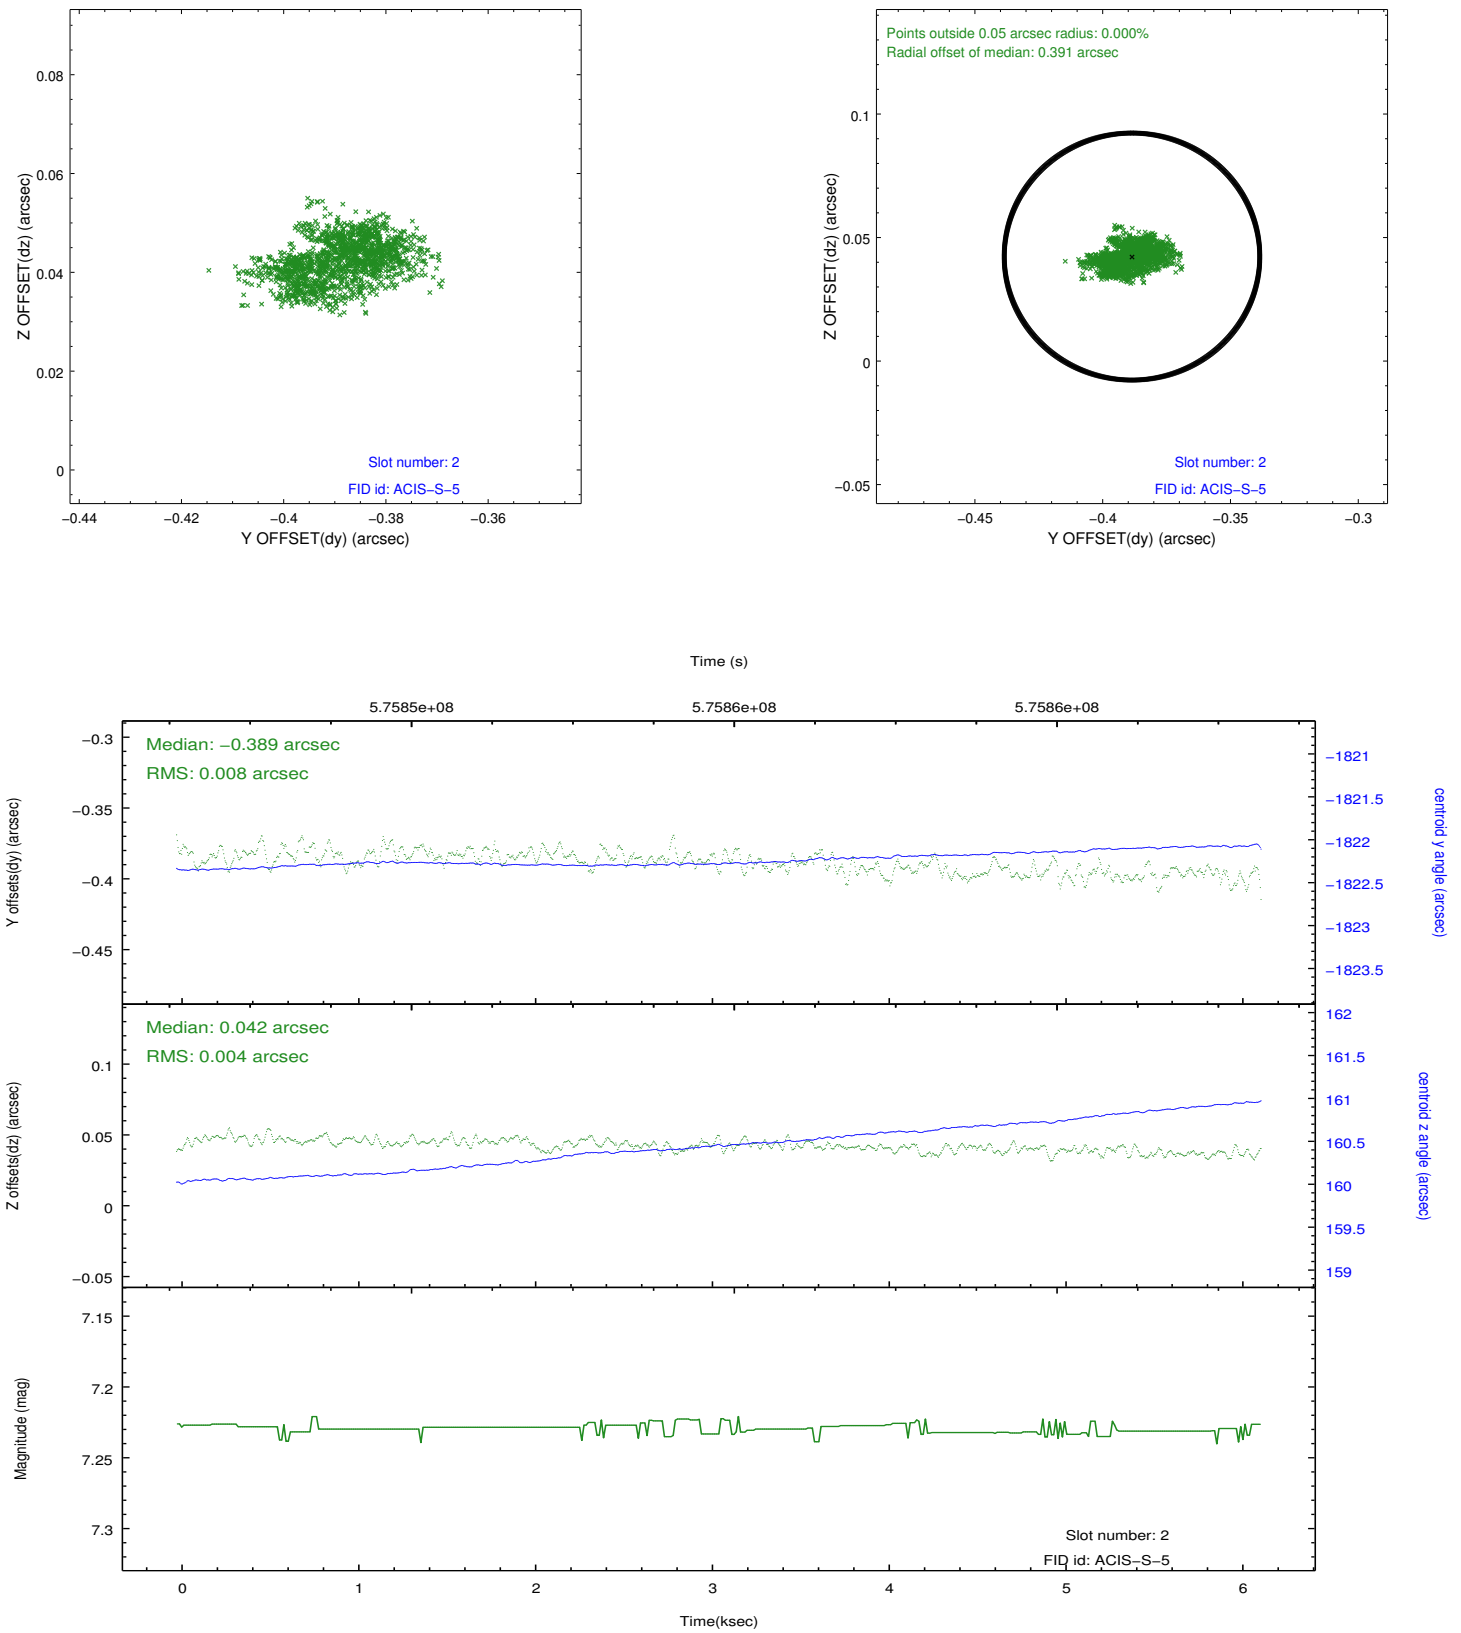 0.08
0.06
0.04
0.02
0
Z OFFSET(dz) (arcsec)
Slot number: 2
FID id: ACIS−S−5
−0.44
−0.42
−0.4
−0.38
−0.36
Y OFFSET(dy) (arcsec)
Points outside 0.05 arcsec radius: 0.000%
Radial offset of median: 0.391 arcsec
0.1
0.05
0
−0.05
Z OFFSET(dz) (arcsec)
Slot number: 2
FID id: ACIS−S−5
−0.45
−0.4
−0.35
−0.3
Y OFFSET(dy) (arcsec)
Time (s)
5.7585e+08
5.7586e+08
5.7586e+08
Median: −0.389 arcsec
RMS: 0.008 arcsec
−0.3
−0.35
−0.4
−0.45
Y offsets(dy) (arcsec)
−1821
−1821.5
−1822
−1822.5
−1823
−1823.5
centroid y angle (arcsec)
Median: 0.042 arcsec
RMS: 0.004 arcsec
0.1
0.05
0
−0.05
Z offsets(dz) (arcsec)
162
161.5
161
160.5
160
159.5
159
centroid z angle (arcsec)
7.15
7.2
7.25
7.3
Magnitude (mag)
Slot number: 2
FID id: ACIS−S−5
0
1
2
3
4
5
6
Time(ksec)